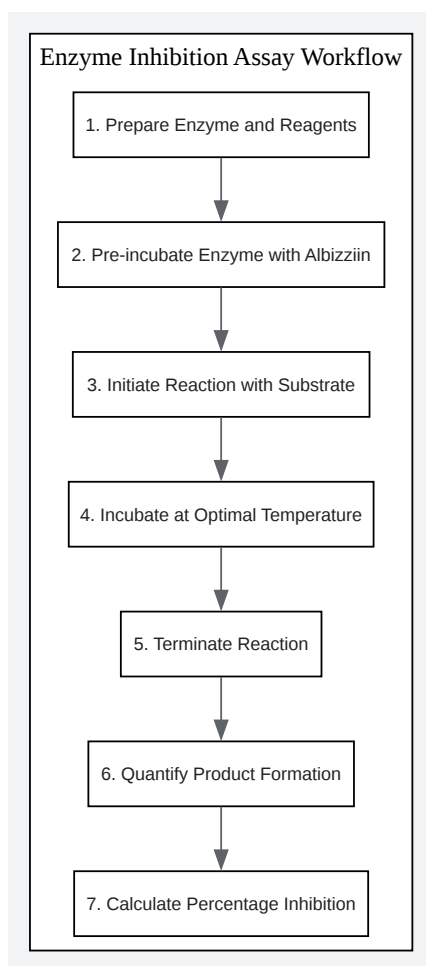 Enzyme Inhibition Assay Workflow
1. Prepare Enzyme and Reagents
2. Pre-incubate Enzyme with Albizziin
3. Initiate Reaction with Substrate
4. Incubate at Optimal Temperature
5. Terminate Reaction
6. Quantify Product Formation
7. Calculate Percentage Inhibition